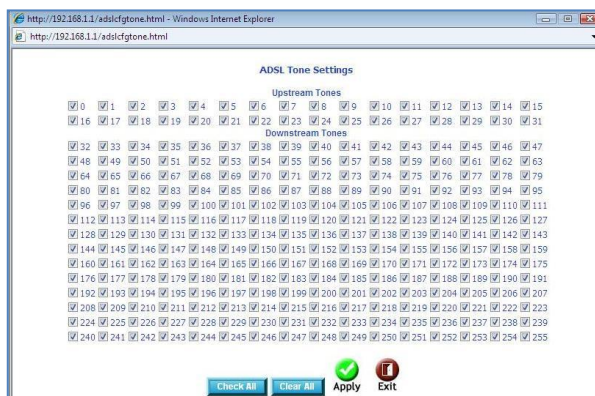 http://192.168.1.1/adslcfgtone.html - Windows Internet Explorer
http://192.168.1.1/adslcfgtone.html
ADSL Tone Settings
Upstream Tones
0 1 2 3 4 5 6 7 8 9 10 11 12 13 14 15
16 17 18 19 20 21 22 23 24 25 26 27 28 29 30 31
Downstream Tones
32 33 34 35 36 37 38 39 40 41 42 43 44 45 46 47
48 49 50 51 52 53 54 55 56 57 58 59 60 61 62 63
64 65 66 67 68 69 70 71 72 73 74 75 76 77 78 79
80 81 82 83 84 85 86 87 88 89 90 91 92 93 94 95
96 97 98 99 100 101 102 103 104 105 106 107 108 109 110 111
112 113 114 115 116 117 118 119 120 121 122 123 124 125 126 127
128 129 130 131 132 133 134 135 136 137 138 139 140 141 142 143
144 145 146 147 148 149 150 151 152 153 154 155 156 157 158 159
160 161 162 163 164 165 166 167 168 169 170 171 172 173 174 175
176 177 178 179 180 181 182 183 184 185 186 187 188 189 190 191
192 193 194 195 196 197 198 199 200 201 202 203 204 205 206 207
208 209 210 211 212 213 214 215 216 217 218 219 220 221 222 223
224 225 226 227 228 229 230 231 232 233 234 235 236 237 238 239
240 241 242 243 244 245 246 247 248 249 250 251 252 253 254 255
Check All Clear All Apply Exit